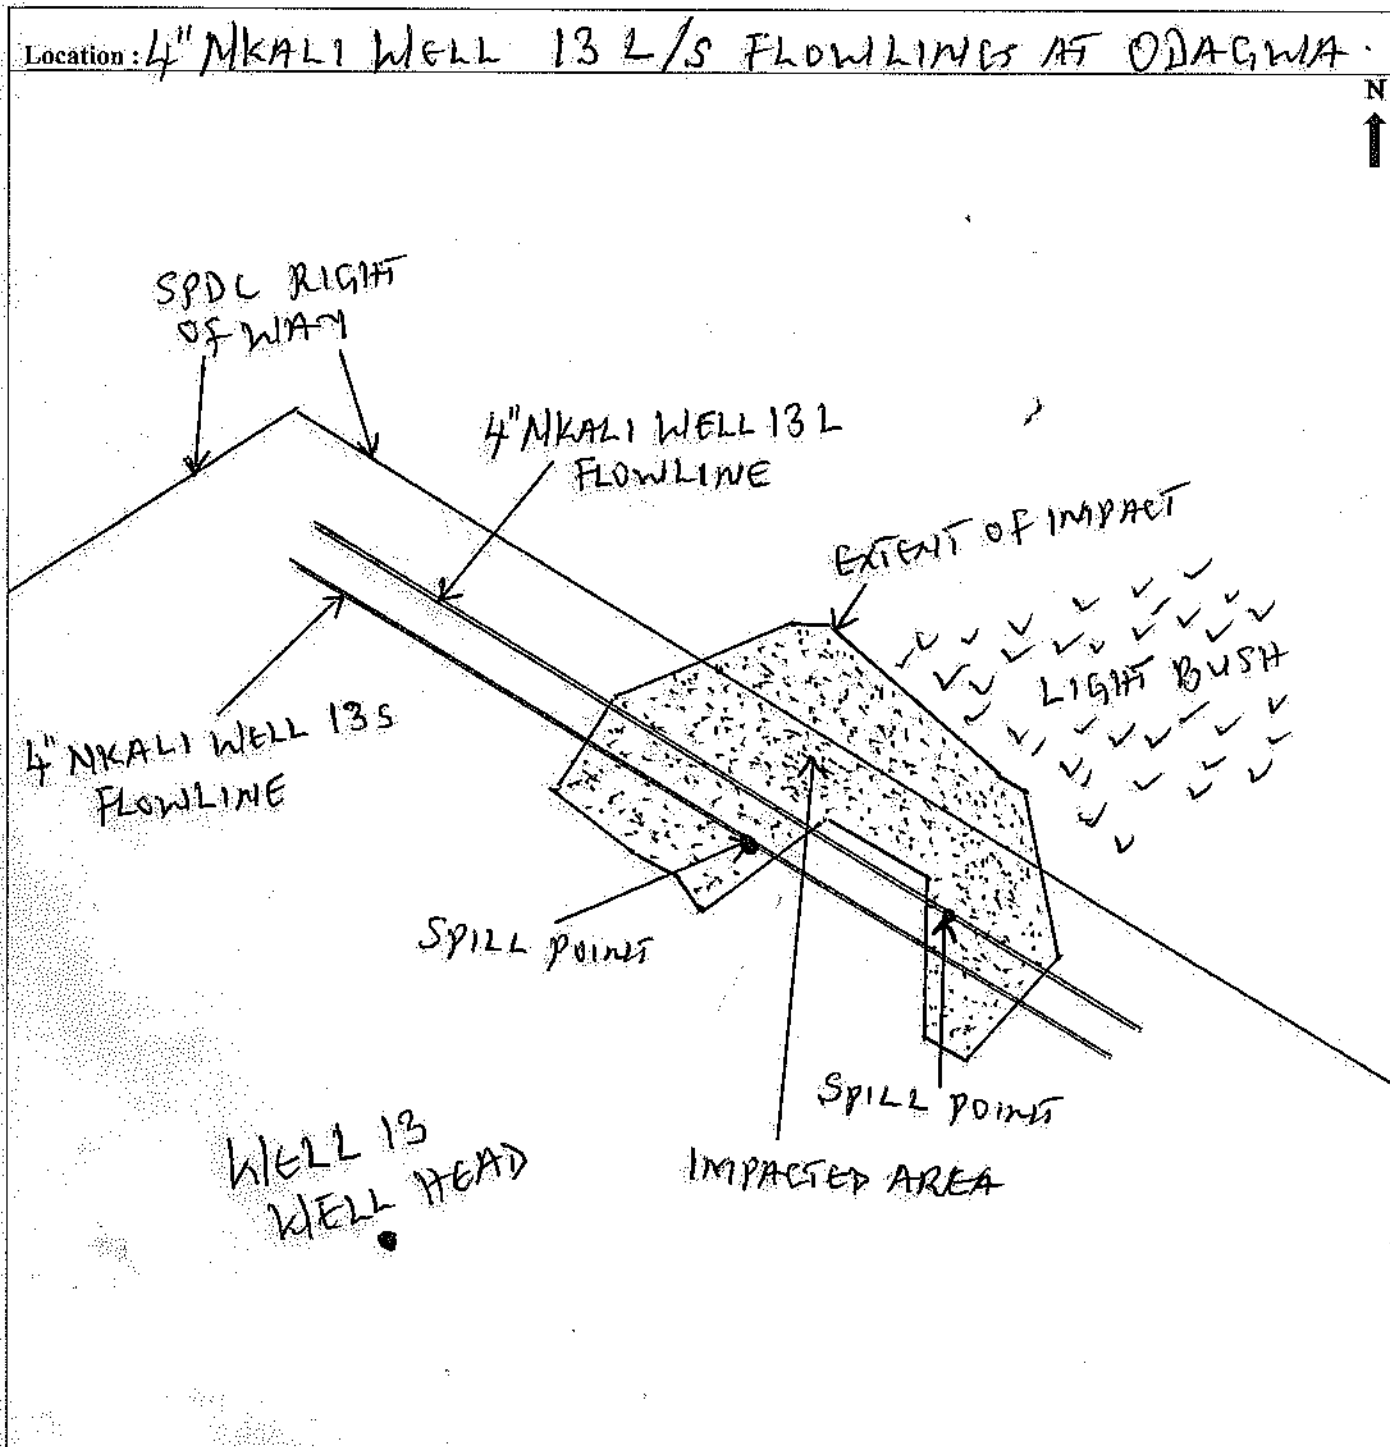 Location : 4" NKALI WELL 13 L/S FLOWLINES AT ODAGWA.
N
SPDC RIGHT
OF WAY
4" NKALI WELL 13 L
FLOWLINE
EXTENT OF IMPACT
LIGHT BUSH
4" NKALI WELL 13S
FLOWLINE
SPILL POINT
SPILL POINT
IMPACTED AREA
WELL 13
WELL HEAD